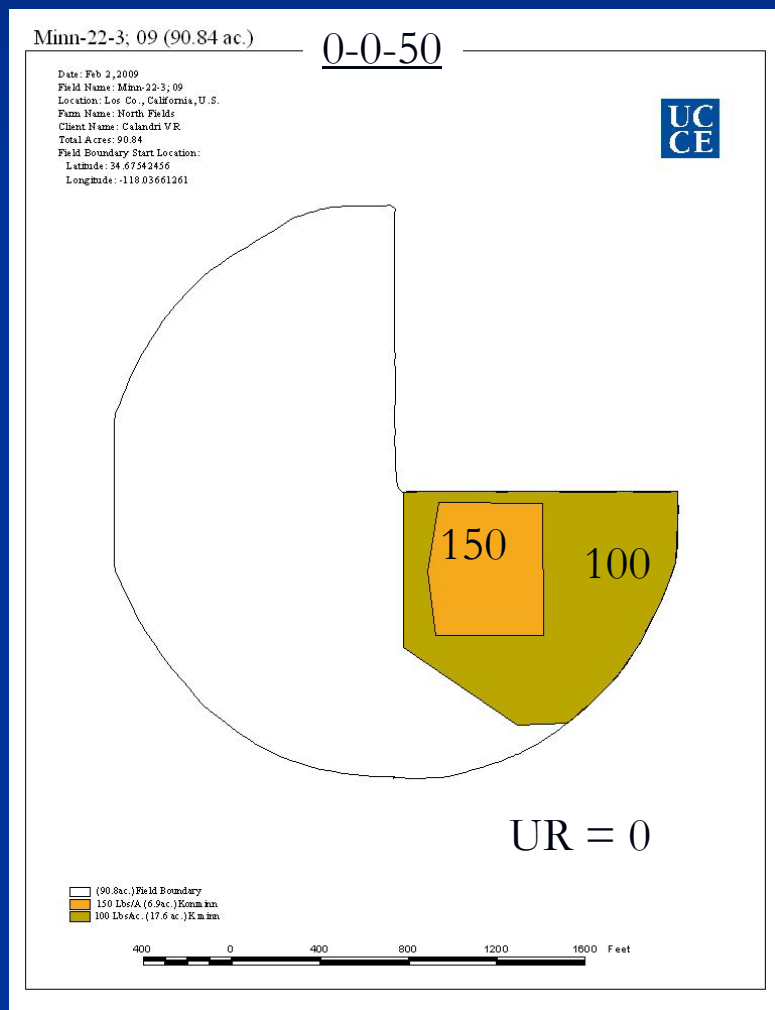 Minn-22-3; 09 (90.84 ac.)
0-0-50
Date: Feb 2, 2009
Field Name: Minn-22-3; 09
Location: Los Co., California, U.S.
Farm Name: North Fields
Client Name: Calandri VR
Total Acres: 90.84
Field Boundary Start Location:
Latitude: 34.67542456
Longitude: -118.03661261
UC
CE
150
100
UR = 0
(90.8ac.) Field Boundary
150 Lbs/A (6.9ac.) Konminn
100 LbsAc. (17.6 ac.) Kminn
400 0 400 800 1200 1600 Feet